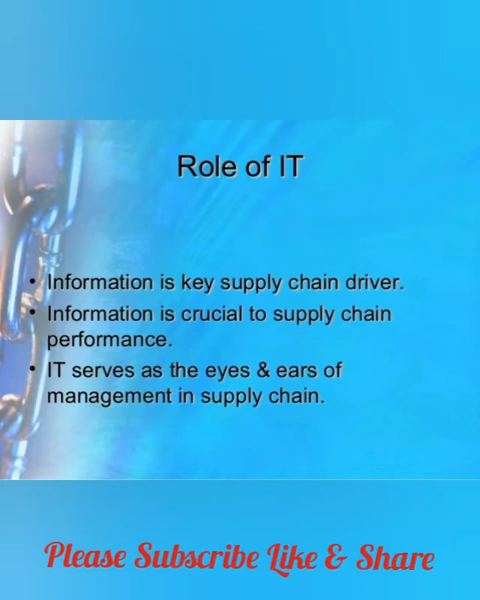 Role of IT
• Information is key supply chain driver.
• Information is crucial to supply chain
performance.
• IT serves as the eyes & ears of
management in supply chain.
Please Subscribe Like & Share